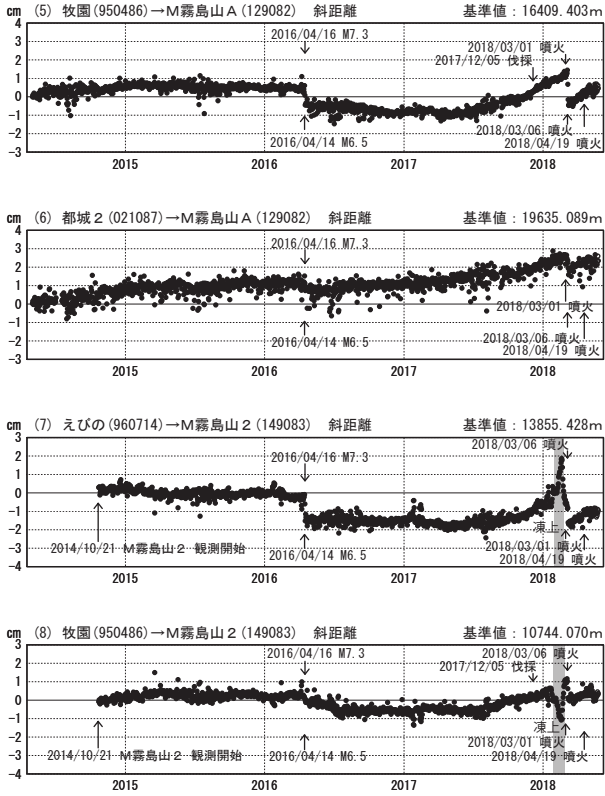 cm (5) 牧園(950486)→M霧島山A(129082) 斜距離 基準値:16409.403m
4
3
2
1
0
-1
-2
-3
2016/04/16 M7.3
2018/03/01 噴火
2017/12/05 伐採
2016/04/14 M6.5
2018/03/06 噴火
2018/04/19 噴火
2015 2016 2017 2018
cm (6) 都城2(021087)→M霧島山A(129082) 斜距離 基準値:19635.089m
4
3
2
1
0
-1
-2
-3
2016/04/16 M7.3
2018/03/01 噴火
2016/04/14 M6.5
2018/03/06 噴火
2018/04/19 噴火
2015 2016 2017 2018
cm (7) えびの(960714)→M霧島山2(149083) 斜距離 基準値:13855.428m
3
2
1
0
-1
-2
-3
-4
2018/03/06 噴火
2016/04/16 M7.3
凍上
2014/10/21 M霧島山2 観測開始
2016/04/14 M6.5
2018/03/01 噴火
2018/04/19 噴火
2015 2016 2017 2018
cm (8) 牧園(950486)→M霧島山2(149083) 斜距離 基準値:10744.070m
3
2
1
0
-1
-2
-3
-4
2016/04/16 M7.3
2018/03/06 噴火
2017/12/05 伐採
凍上
2018/03/01 噴火
2014/10/21 M霧島山2 観測開始
2016/04/14 M6.5
2018/04/19 噴火
2015 2016 2017 2018